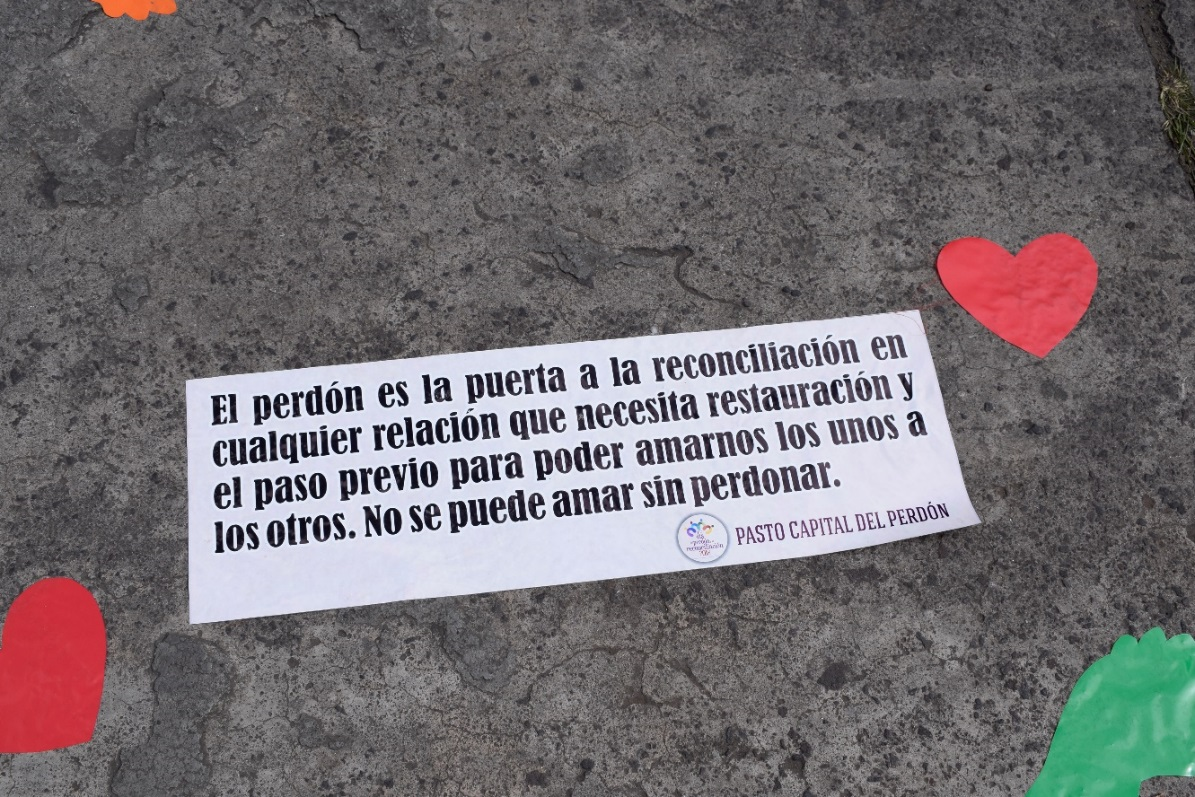 El perdón es la puerta a la reconciliación en
cualquier relación que necesita restauración y
el paso previo para poder amarnos los unos a
los otros. No se puede amar sin perdonar.
PASTO CAPITAL DEL PERDÓN